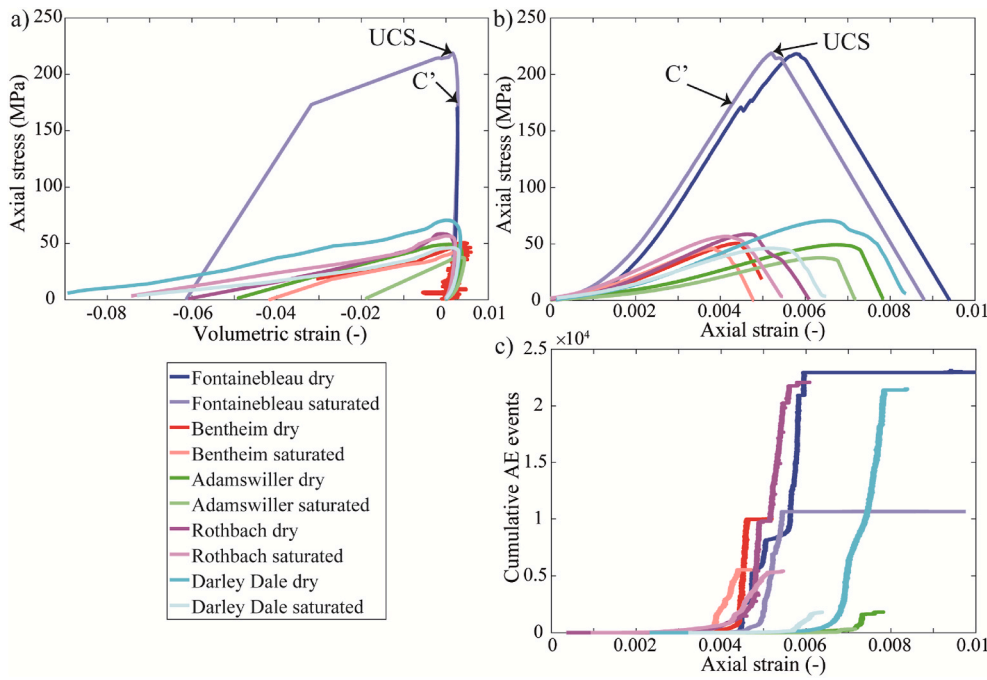 a)
250
200
150
100
50
0
Axial stress (MPa)
UCS
C'
-0.08 -0.06 -0.04 -0.02 0 0.01
Volumetric strain (-)
b)
250
200
150
100
50
0
Axial stress (MPa)
UCS
C'
0.002 0.004 0.006 0.008 0.01
Axial strain (-)
Fontainebleau dry
Fontainebleau saturated
Bentheim dry
Bentheim saturated
Adamswiller dry
Adamswiller saturated
Rothbach dry
Rothbach saturated
Darley Dale dry
Darley Dale saturated
c)
×10⁴
2.5
2
1.5
1
0.5
0
Cumulative AE events
0 0.002 0.004 0.006 0.008 0.01
Axial strain (-)